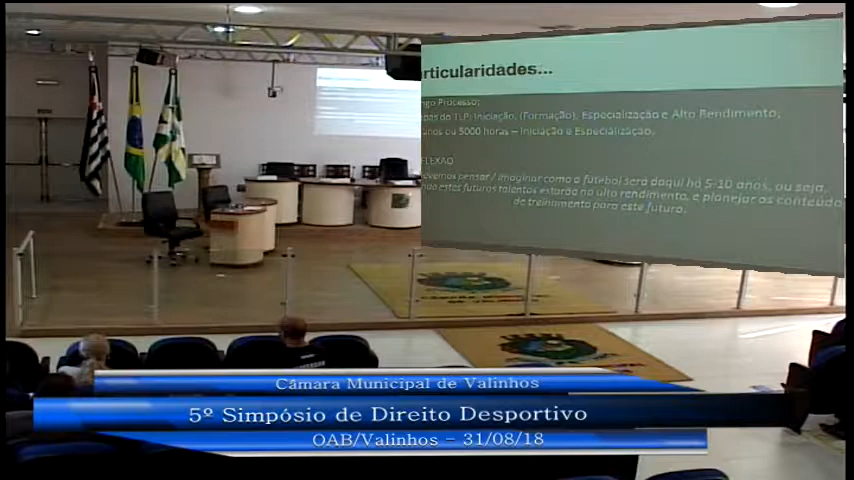 articularidades...
ngo Processo;
apas do TLP: Iniciação, (Formação), Especialização e Alto Rendimento;
anos ou 5000 horas – Iniciação e Especialização.
FLEXÃO
evemos pensar / imaginar como o futebol será daqui há 5-10 anos, ou seja,
ndo estes futuros talentos estarão no alto rendimento, e planejar os conteúdo
de treinamento para este futuro.
Câmara Municipal de Valinhos
5º Simpósio de Direito Desportivo
OAB/Valinhos – 31/08/18